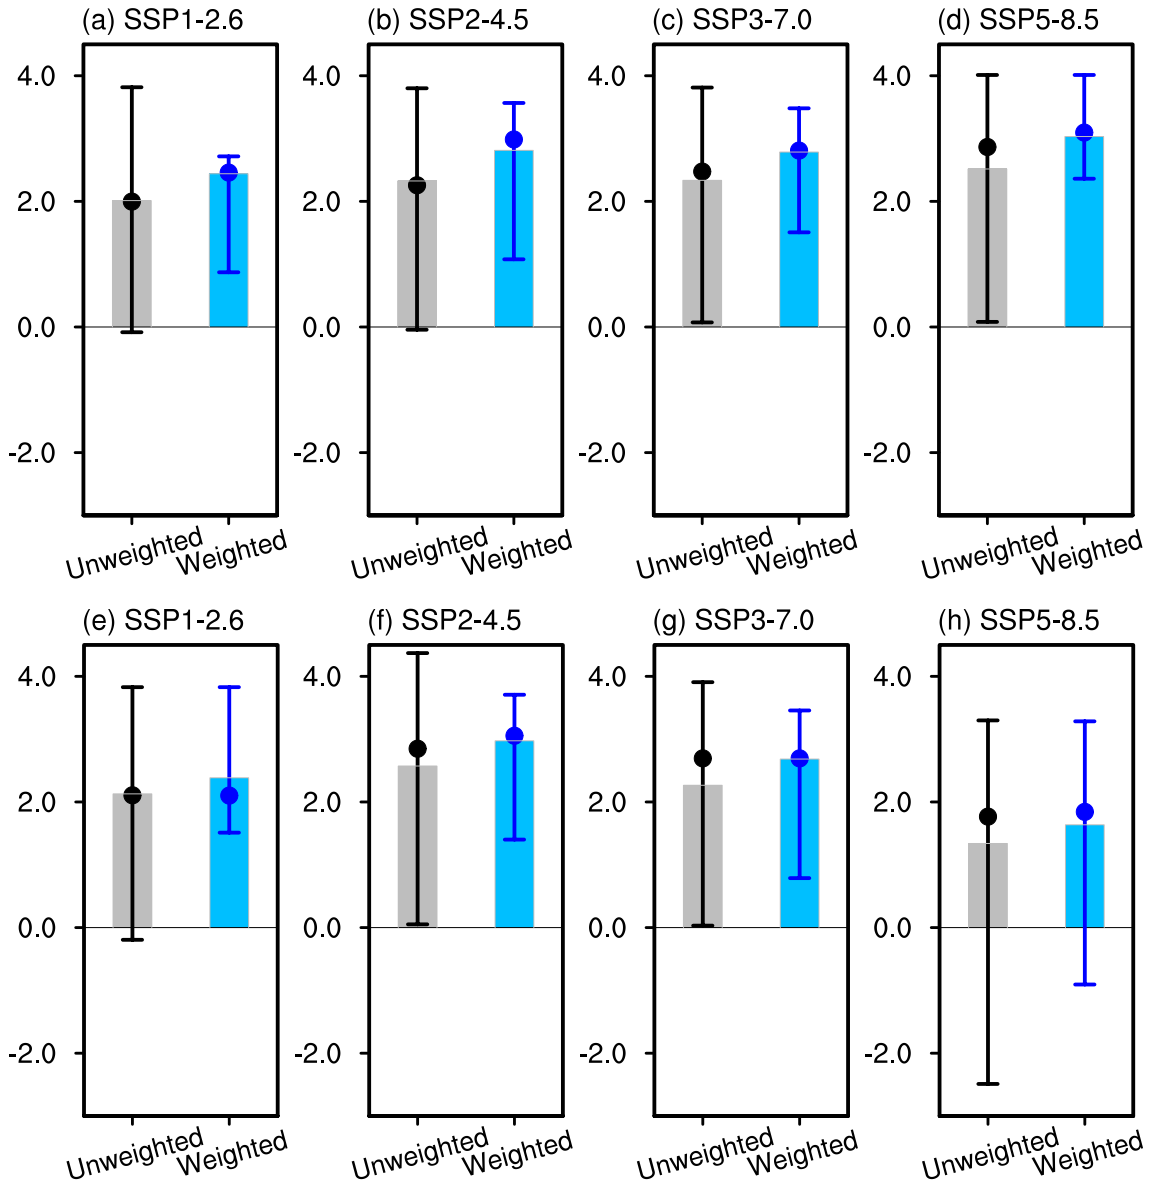 (a) SSP1-2.6
(b) SSP2-4.5
(c) SSP3-7.0
(d) SSP5-8.5
4.0
2.0
0.0
-2.0
4.0
2.0
0.0
-2.0
4.0
2.0
0.0
-2.0
4.0
2.0
0.0
-2.0
Unweighted
Weighted
Unweighted
Weighted
Unweighted
Weighted
Unweighted
Weighted
(e) SSP1-2.6
(f) SSP2-4.5
(g) SSP3-7.0
(h) SSP5-8.5
4.0
2.0
0.0
-2.0
4.0
2.0
0.0
-2.0
4.0
2.0
0.0
-2.0
4.0
2.0
0.0
-2.0
Unweighted
Weighted
Unweighted
Weighted
Unweighted
Weighted
Unweighted
Weighted